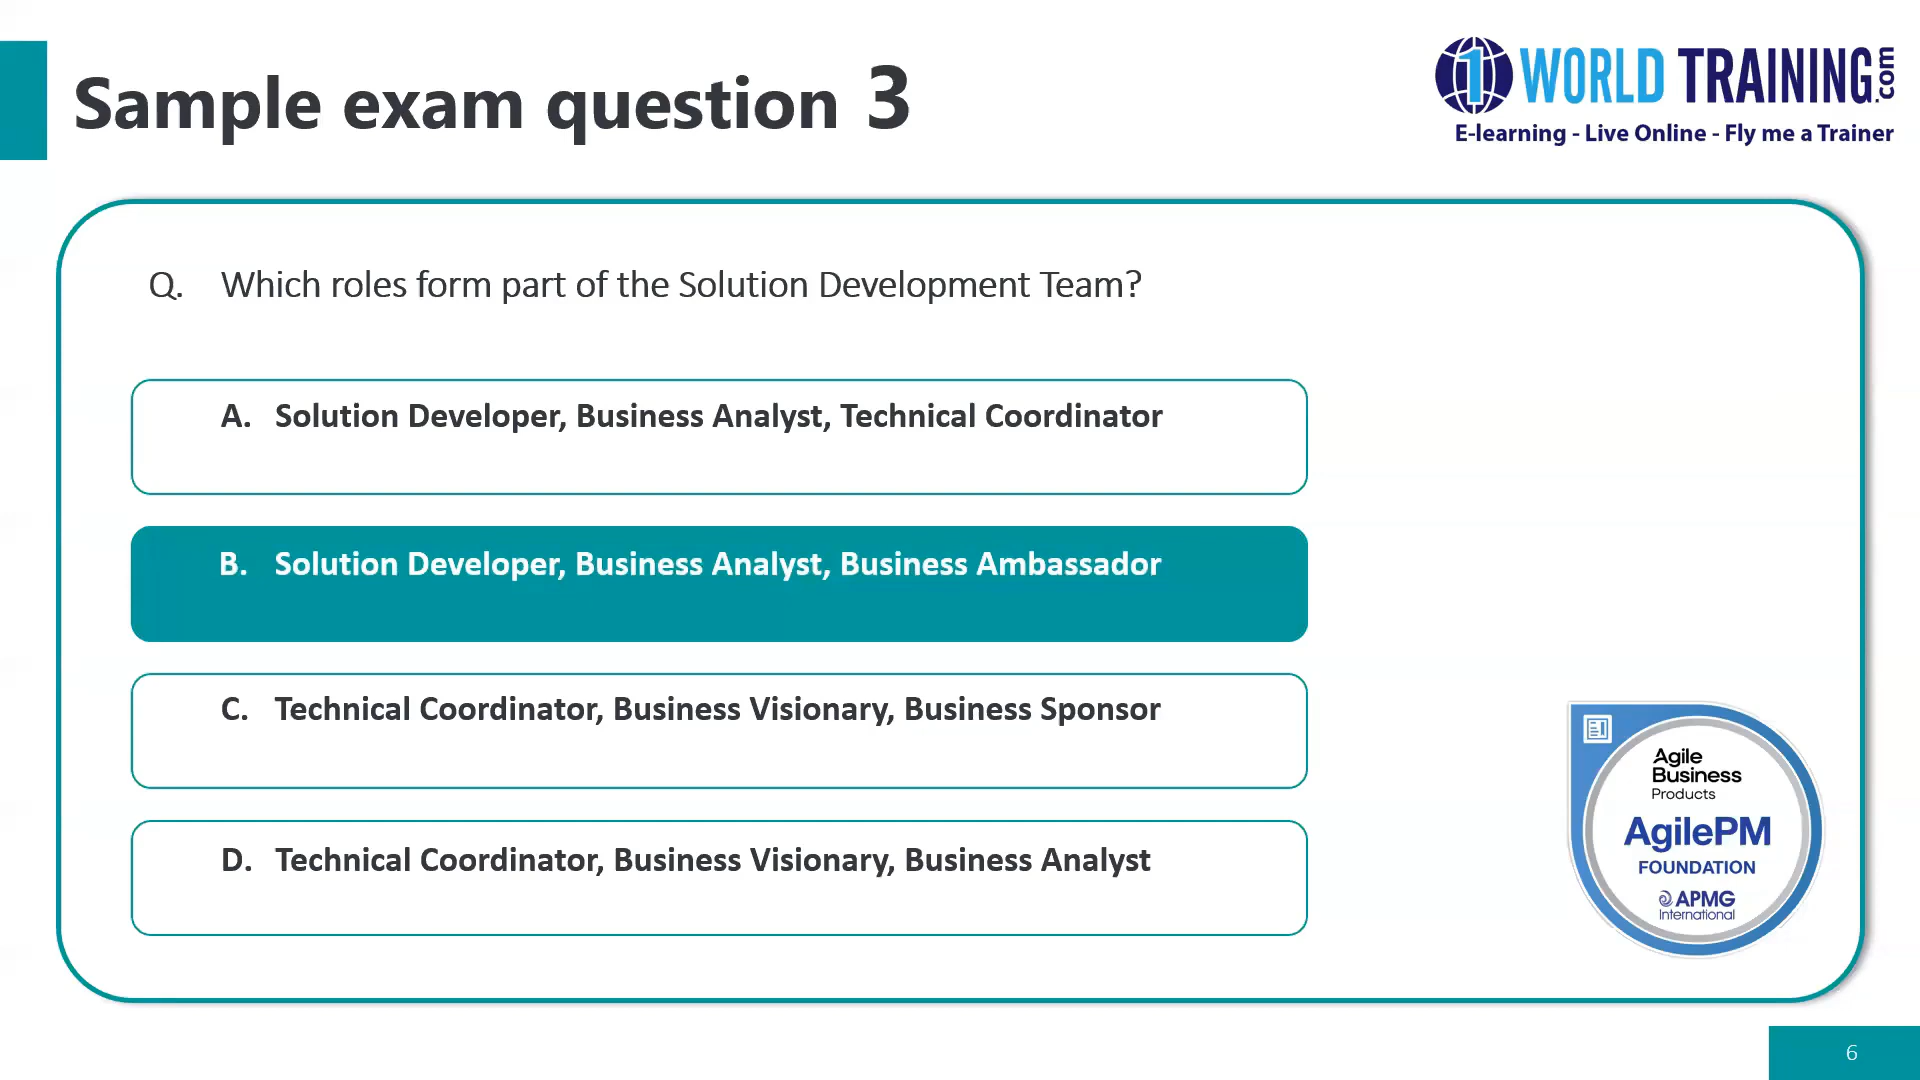 Sample exam question 3
1 WORLD TRAINING.com
E-learning - Live Online - Fly me a Trainer
Q. Which roles form part of the Solution Development Team?
A. Solution Developer, Business Analyst, Technical Coordinator
B. Solution Developer, Business Analyst, Business Ambassador
C. Technical Coordinator, Business Visionary, Business Sponsor
D. Technical Coordinator, Business Visionary, Business Analyst
Agile
Business
Products
AgilePM
FOUNDATION
APMG
International
6